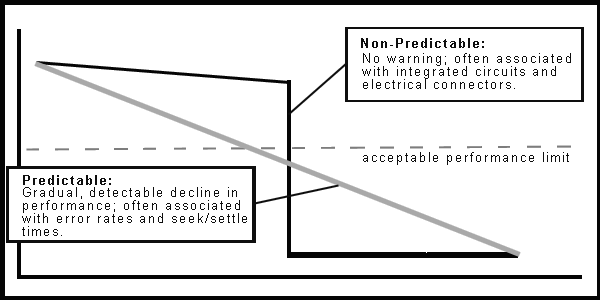 Non-Predictable:
No warning; often associated
with integrated circuits and
electrical connectors.
acceptable performance limit
Predictable:
Gradual, detectable decline in
performance; often associated
with error rates and seek/settle
times.